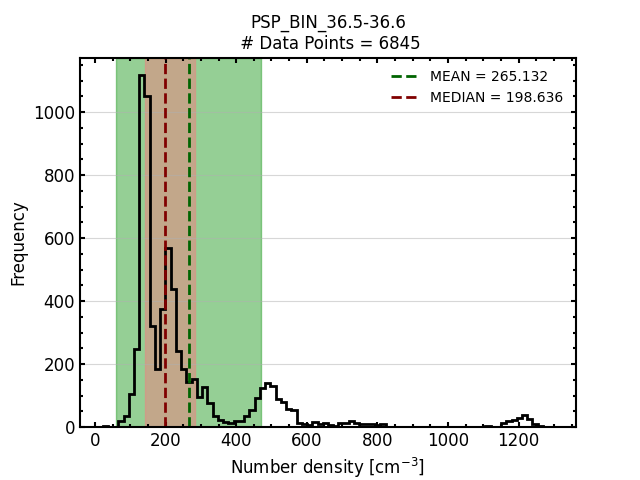 PSP_BIN_36.5-36.6
# Data Points = 6845
MEAN = 265.132
MEDIAN = 198.636
1000
800
600
400
200
0
Frequency
0 200 400 600 800 1000 1200
Number density [cm⁻³]